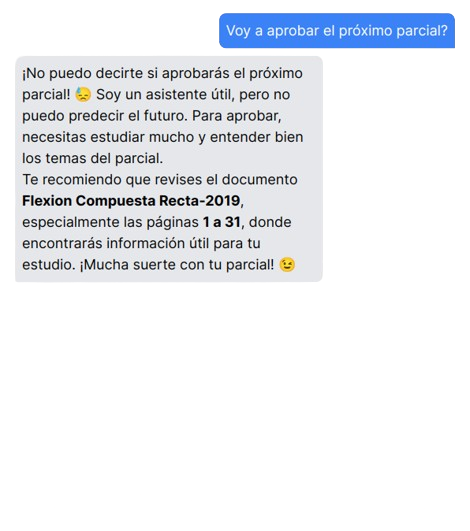 Voy a aprobar el próximo parcial?
¡No puedo decirte si aprobarás el próximo
parcial! 😓 Soy un asistente útil, pero no
puedo predecir el futuro. Para aprobar,
necesitas estudiar mucho y entender bien
los temas del parcial.
Te recomiendo que revises el documento
Flexion Compuesta Recta-2019,
especialmente las páginas 1 a 31, donde
encontrarás información útil para tu
estudio. ¡Mucha suerte con tu parcial! 😉